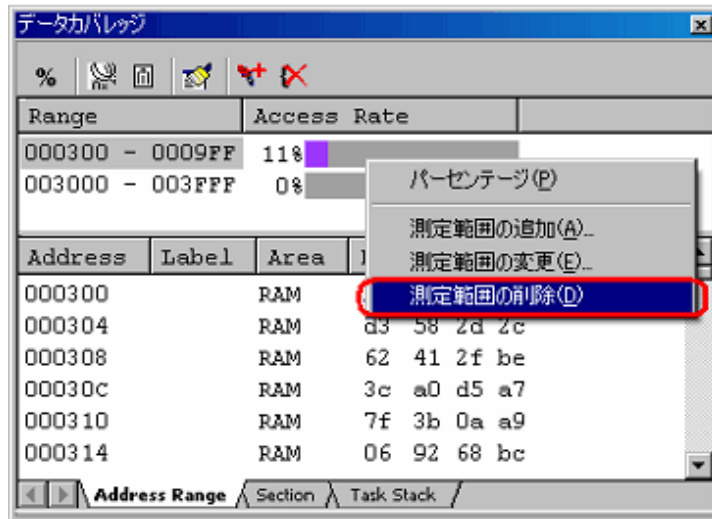 データカバレッジ
%
Range Access Rate
000300 - 0009FF 11%
003000 - 003FFF 0%
パーセンテージ(P)
測定範囲の追加(A)...
測定範囲の変更(E)...
測定範囲の削除(D)
Address Label Area
000300 RAM
000304 RAM d3 58 2d 2c
000308 RAM 62 41 2f be
00030C RAM 3c a0 d5 a7
000310 RAM 7f 3b 0a a9
000314 RAM 06 92 68 bc
Address Range Section Task Stack